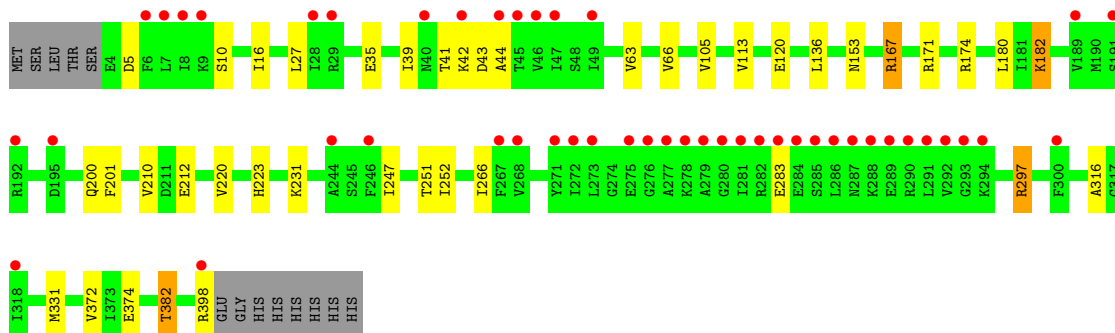 MET SER LEU THR SER E4 D5 F6 L7 I8 K9 S10 I16 L27 I28 R29 E35 I39 N40 T41 K42 D43 A44 T45 V46 I47 S48 I49 V63 V66 V105 V113 E120 L136 N153 R167 R171 R174 L180 I181 K182 V189 M190 S191
R192 D195 Q200 F201 V210 D211 E212 V220 H223 K231 A244 S245 F246 I247 T251 I252 I266 F267 V268 Y271 I272 L273 G274 E275 G276 A277 K278 A279 G280 I281 R282 E283 E284 S285 L286 N287 K288 E289 R290 L291 V292 G293 K294 R297 F300 A316 G317
I318 M331 V372 I373 E374 T382 R398 GLU GLY HIS HIS HIS HIS HIS HIS